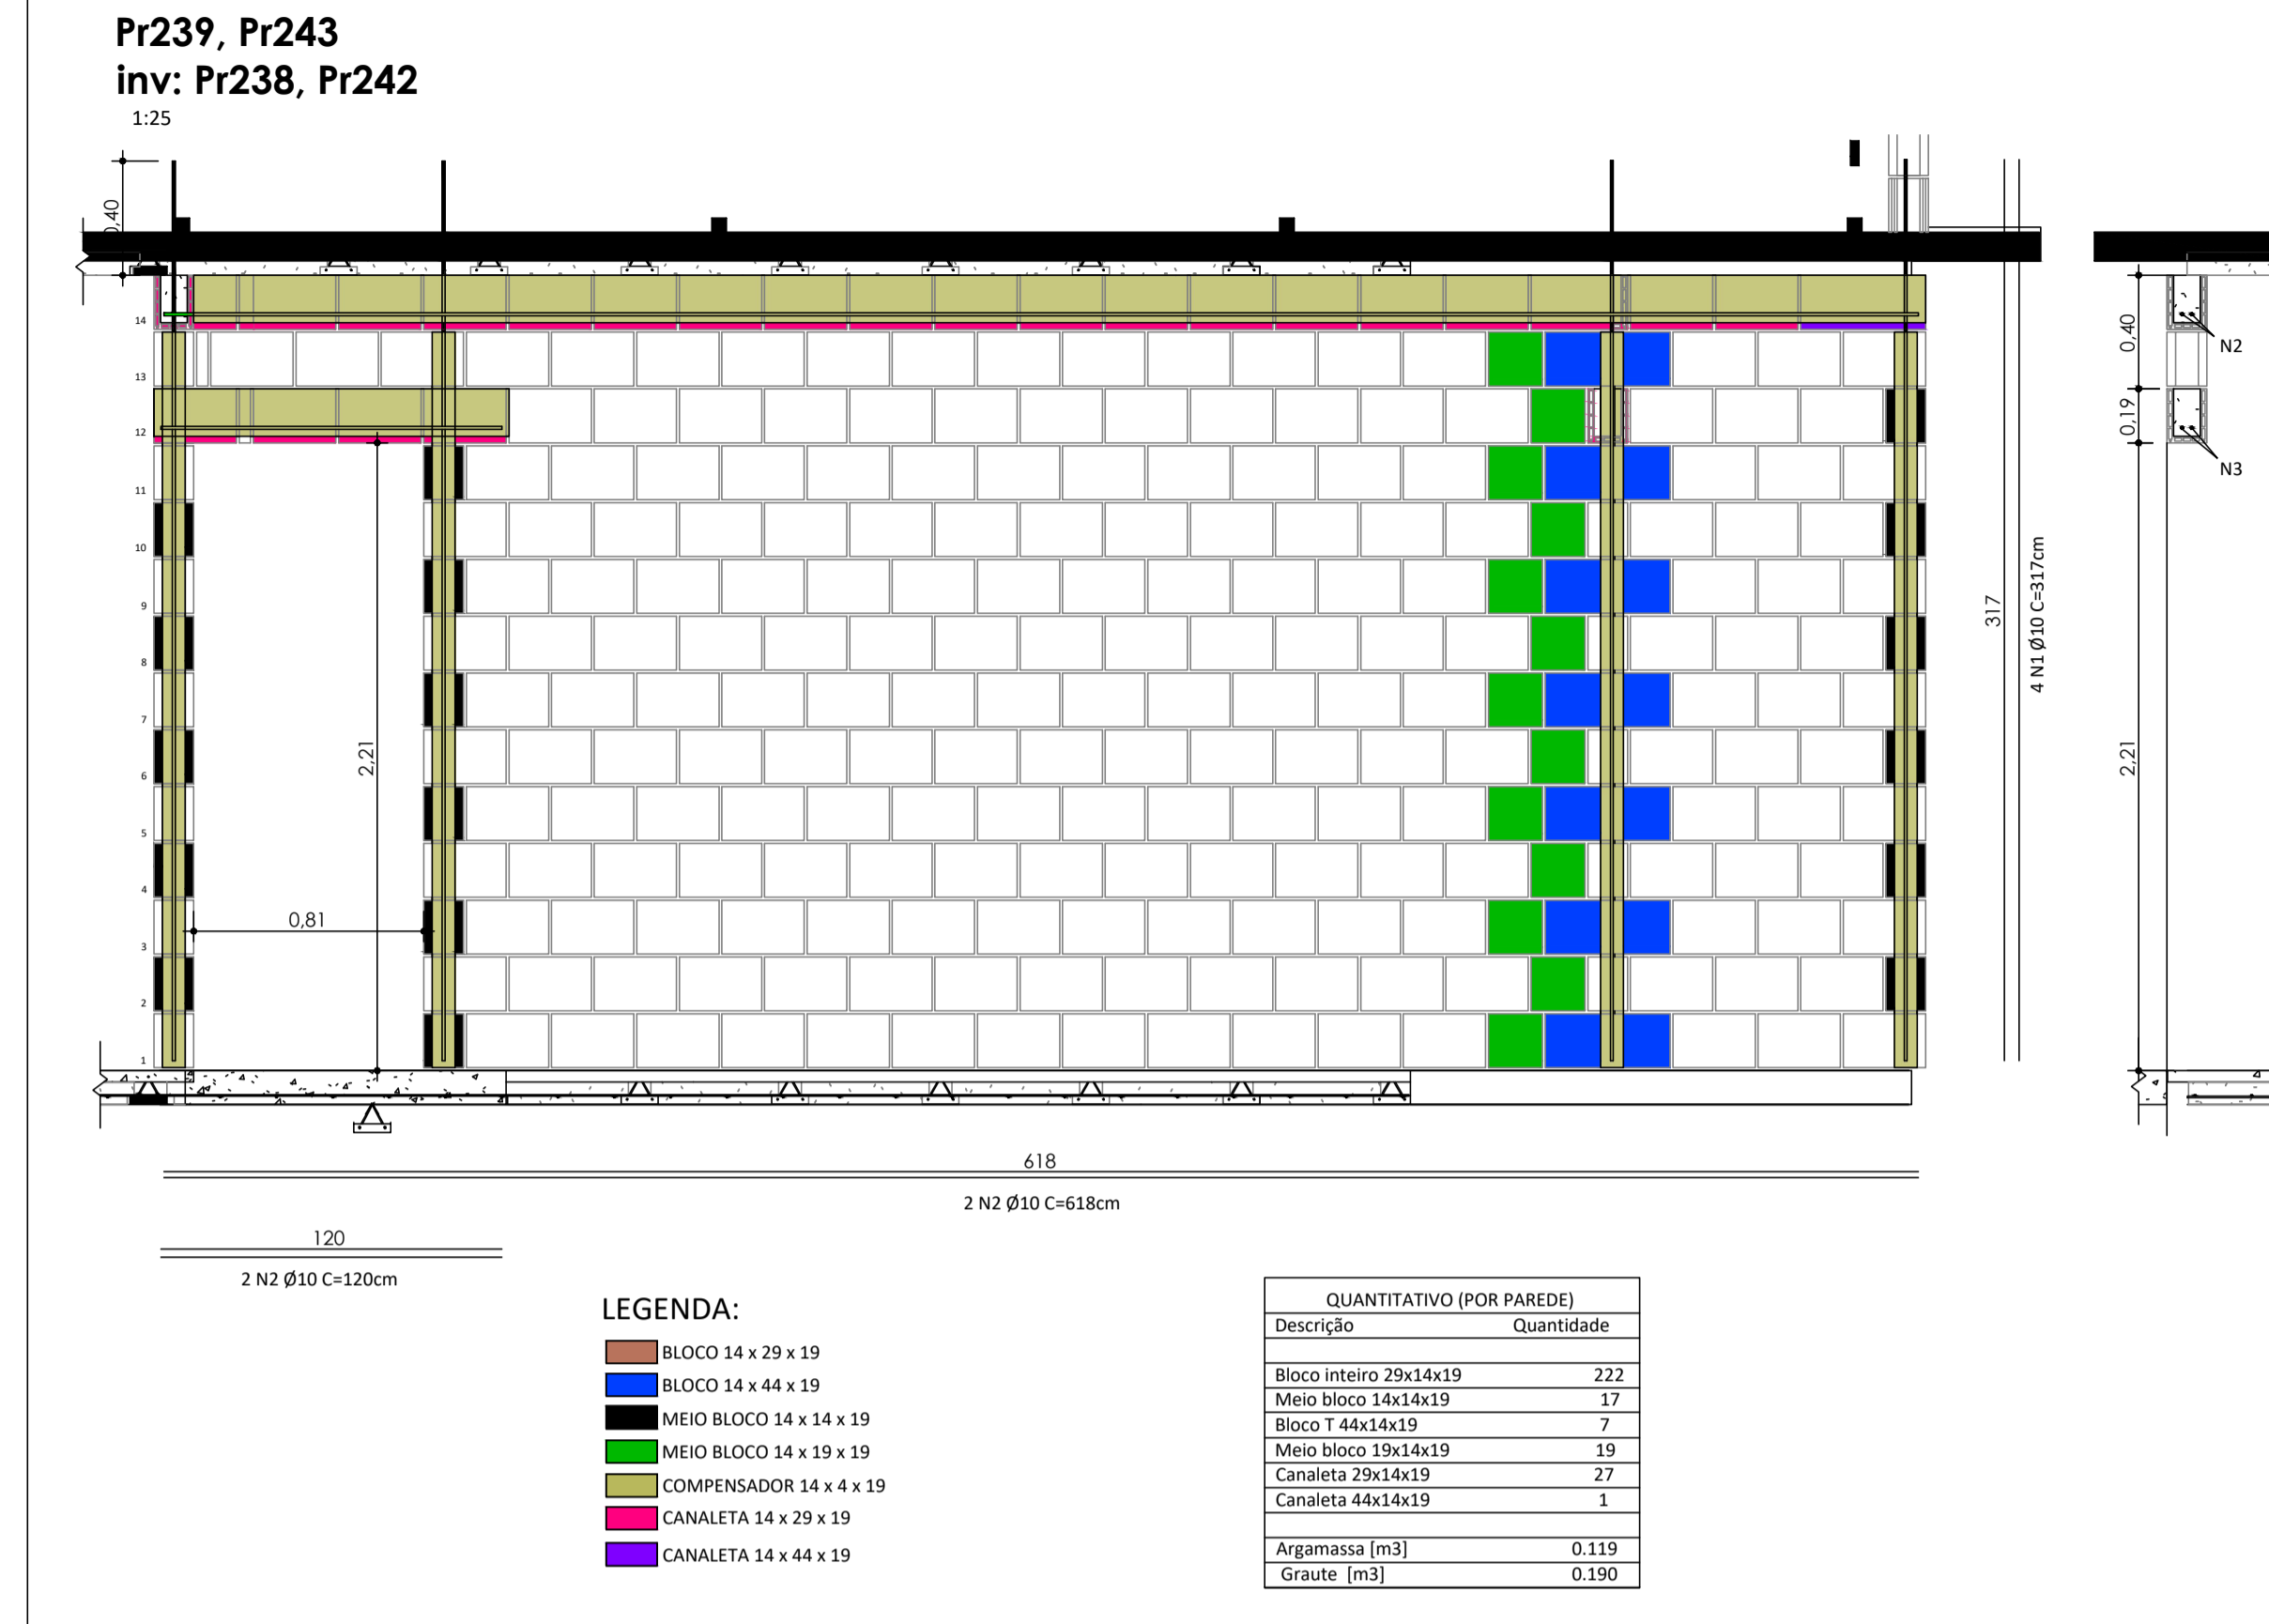 Pr239, Pr243
inv: Pr238, Pr242
1:25
0,40
14
13
12
11
10
9
8
7
6
5
4
3
2
1
2,21
0,81
317
4 N1 Ø10 C=317cm
0,40
0,19
2,21
N2
N3
618
2 N2 Ø10 C=618cm
120
2 N2 Ø10 C=120cm
LEGENDA:
BLOCO 14 x 29 x 19
BLOCO 14 x 44 x 19
MEIO BLOCO 14 x 14 x 19
MEIO BLOCO 14 x 19 x 19
COMPENSADOR 14 x 4 x 19
CANALETA 14 x 29 x 19
CANALETA 14 x 44 x 19
QUANTITATIVO (POR PAREDE)
Descrição Quantidade
Bloco inteiro 29x14x19 222
Meio bloco 14x14x19 17
Bloco T 44x14x19 7
Meio bloco 19x14x19 19
Canaleta 29x14x19 27
Canaleta 44x14x19 1
Argamassa [m3] 0.119
Graute [m3] 0.190